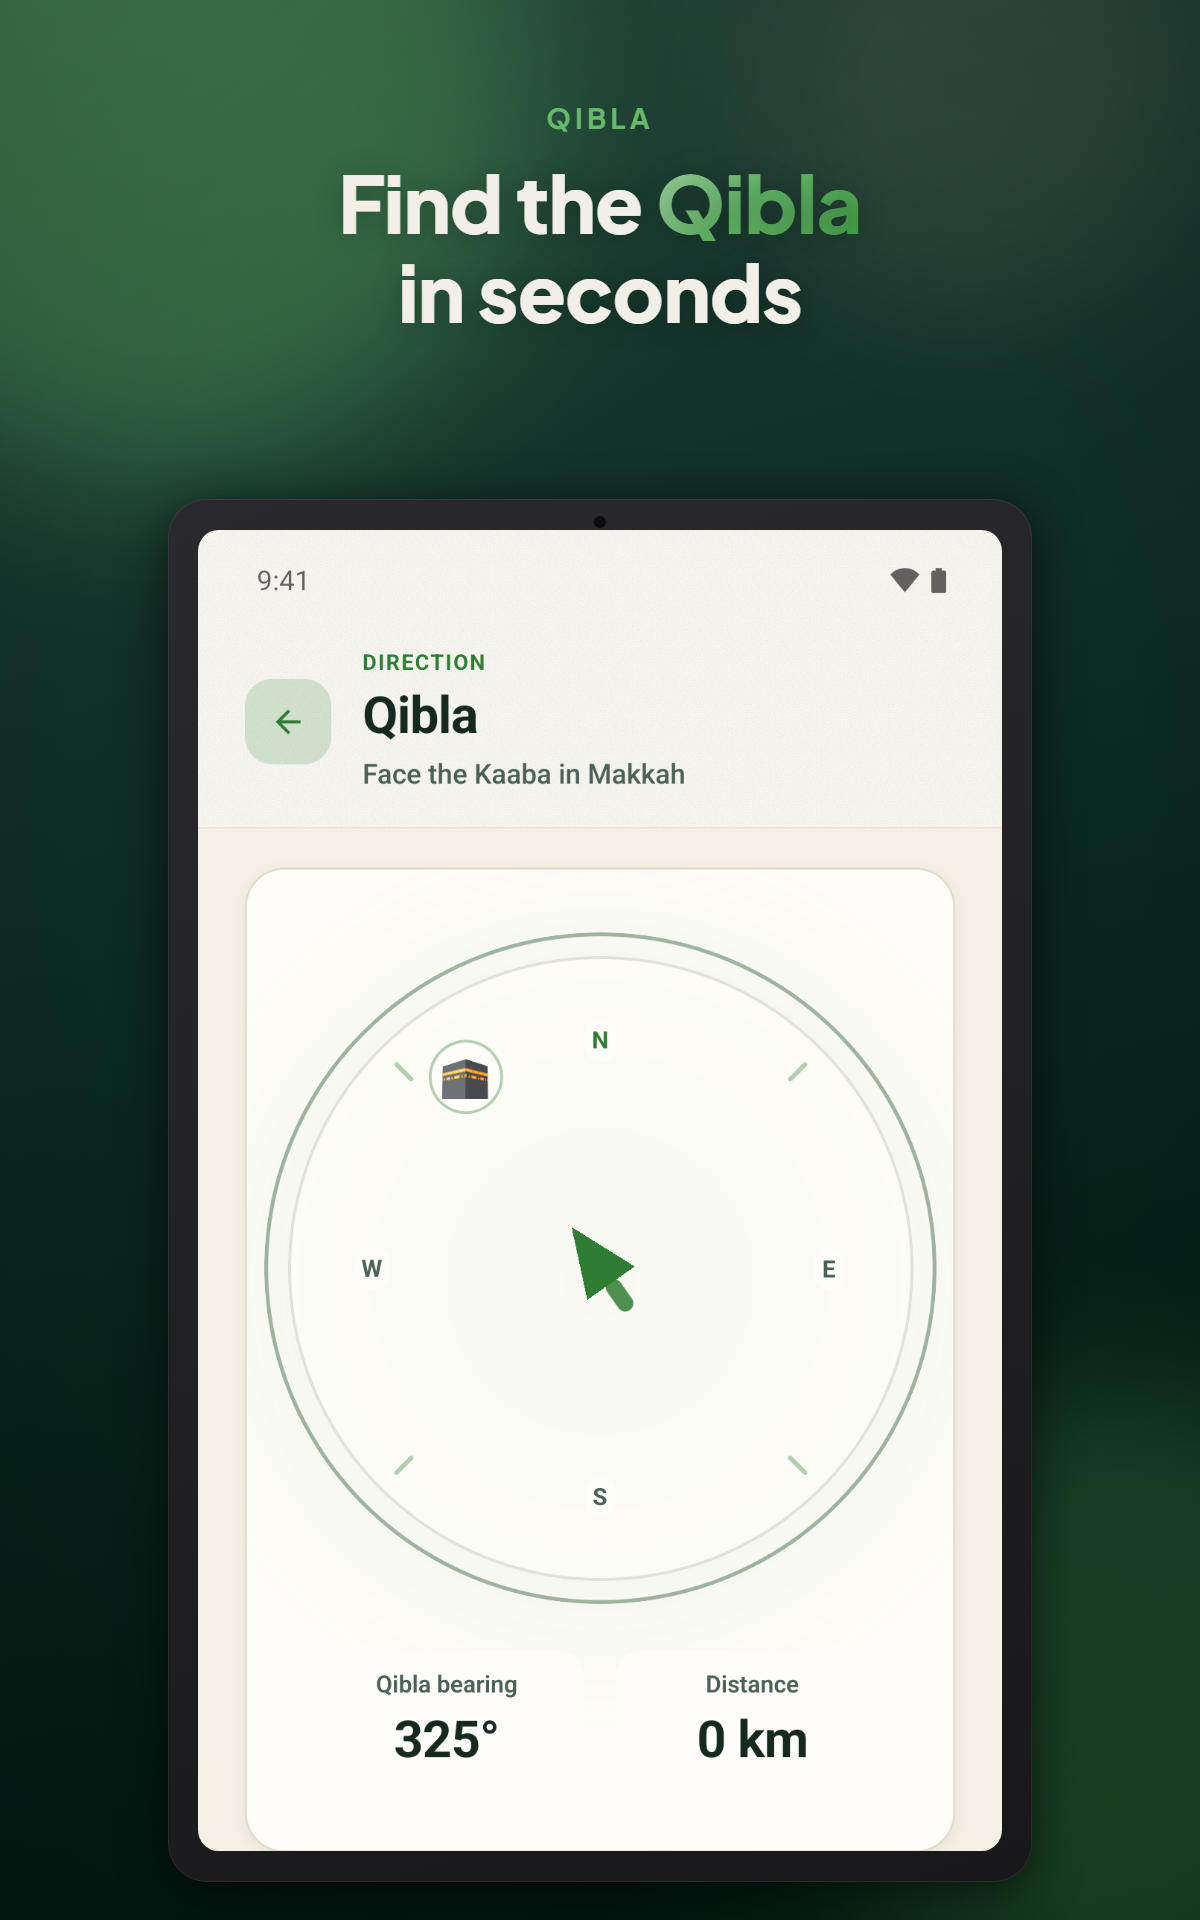 QIBLA
Find the Qibla
in seconds
9:41
DIRECTION
Qibla
Face the Kaaba in Makkah
N
W
E
S
Qibla bearing
325°
Distance
0 km